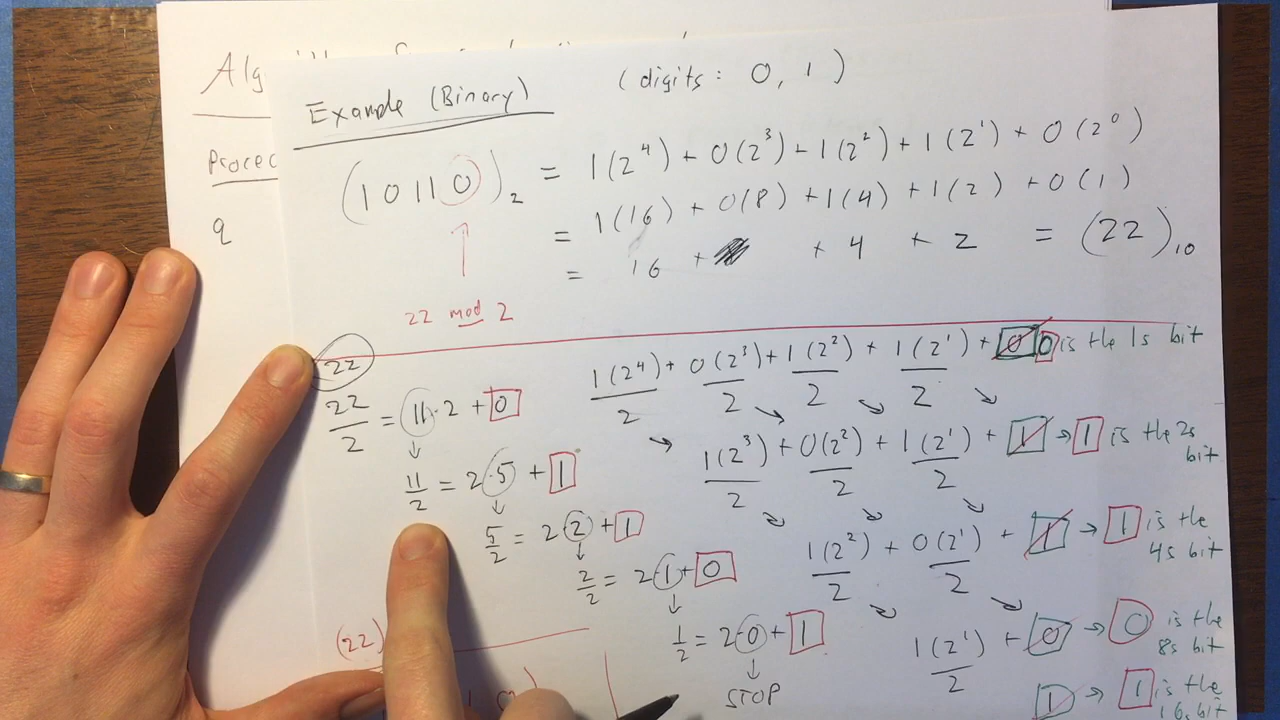 Example (Binary) (digits: 0, 1)
(10110)₂ = 1(2⁴) + 0(2³) + 1(2²) + 1(2¹) + 0(2⁰)
= 1(16) + 0(8) + 1(4) + 1(2) + 0(1)
= 16 + + 4 + 2 = (22)₁₀
Proced
q
22 mod 2
22
22/2 = 11·2 + 0
11/2 = 2·5 + 1
5/2 = 2 2 + 1
2/2 = 2 1 + 0
1/2 = 2·0 + 1
STOP
1(2⁴)/2 + 0(2³)/2 + 1(2²)/2 + 1(2¹)/2 + 0 0 is the 1s bit
1(2³)/2 + 0(2²)/2 + 1(2¹)/2 + 1 → 1 is the 2s bit
1(2²)/2 + 0(2¹)/2 + 1 → 1 is the 4s bit
1(2¹)/2 + 0 → 0 is the 8s bit
1 → 1 is the 16s bit
(22)